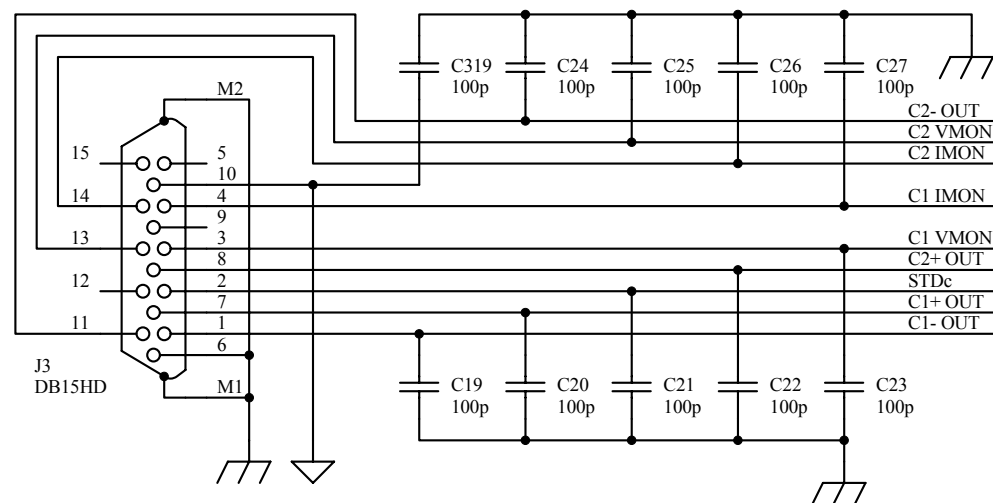 C319
100p
C24
100p
C25
100p
C26
100p
C27
100p
M2
C2- OUT
C2 VMON
C2 IMON
15
5
10
14
4
C1 IMON
9
13
3
C1 VMON
8
C2+ OUT
12
2
STDc
7
C1+ OUT
11
1
C1- OUT
6
J3
DB15HD
M1
C19
100p
C20
100p
C21
100p
C22
100p
C23
100p